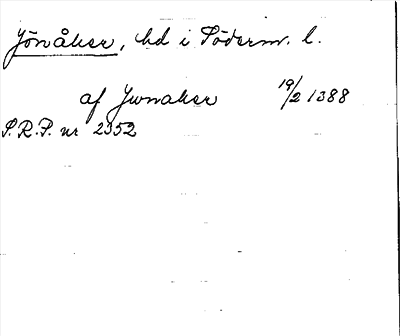 Jönåker, hd i Söderm. l.
af Jwnaker 19/2 1388
S.R.P. nr 2352